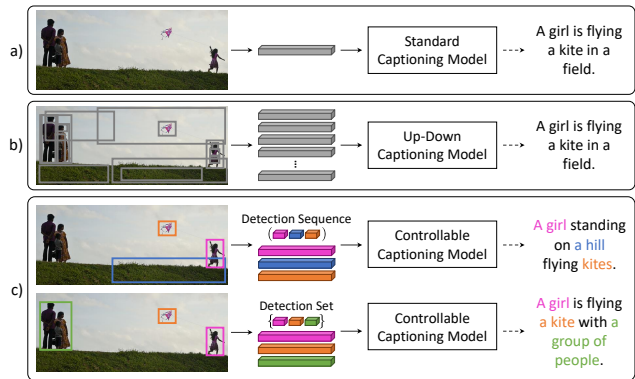 a)
Standard
Captioning Model
A girl is flying
a kite in a
field.
b)
⋮
Up-Down
Captioning Model
A girl is flying
a kite in a
field.
c)
Detection Sequence
( )
Controllable
Captioning Model
A girl standing
on a hill
flying kites.
Detection Set
{ }
Controllable
Captioning Model
A girl is flying
a kite with a
group of
people.